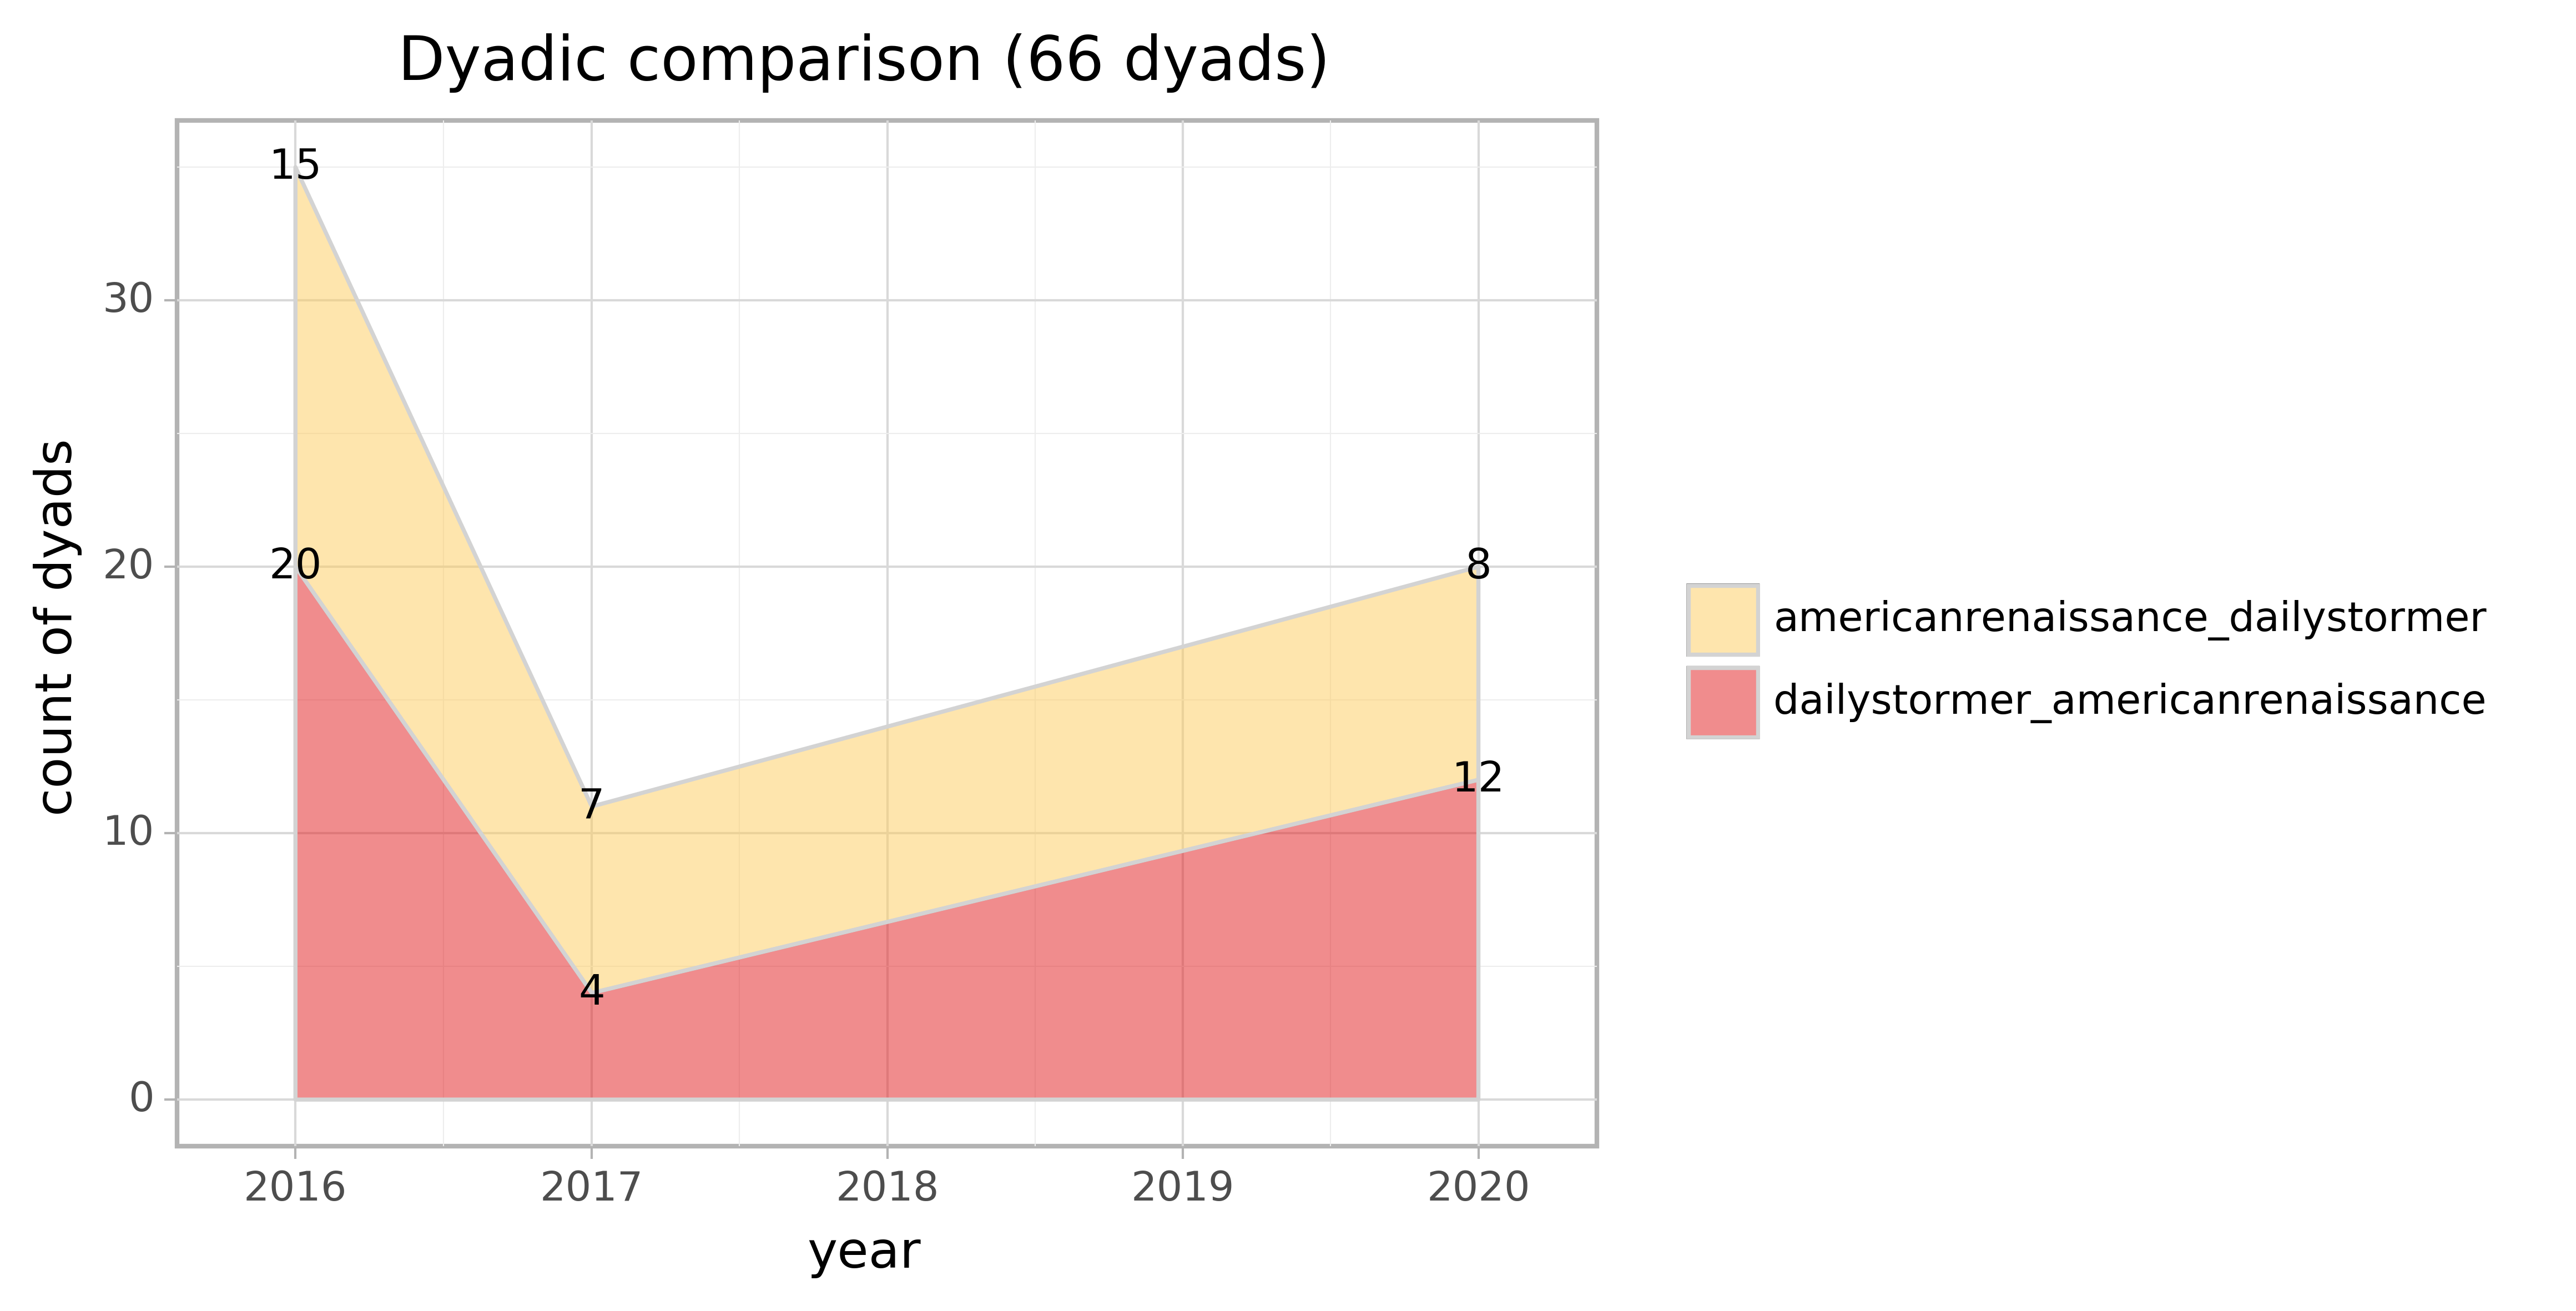 Dyadic comparison (66 dyads)
15
30
20
20
8
12
7
10
4
0
count of dyads
2016 2017 2018 2019 2020
year
americanrenaissance_dailystormer
dailystormer_americanrenaissance